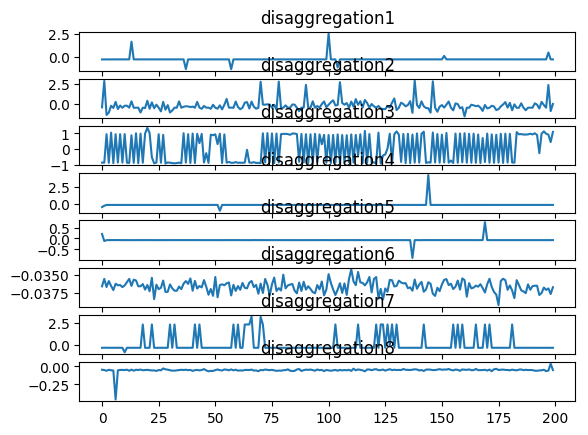 disaggregation1
2.5
0.0
disaggregation2
2.5
0.0
disaggregation3
1
0
−1
disaggregation4
2.5
0.0
disaggregation5
0.5
0.0
−0.5
disaggregation6
−0.0350
−0.0375
disaggregation7
2.5
0.0
disaggregation8
0.00
−0.25
0 25 50 75 100 125 150 175 200